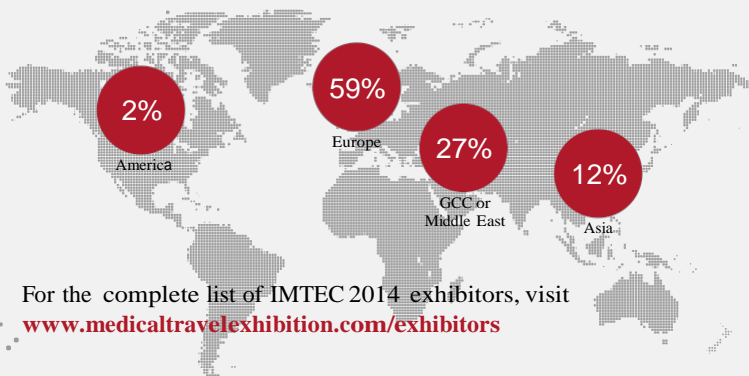 2%
America
59%
Europe
27%
GCC or
Middle East
12%
Asia
For the complete list of IMTEC 2014 exhibitors, visit
www.medicaltravelexhibition.com/exhibitors